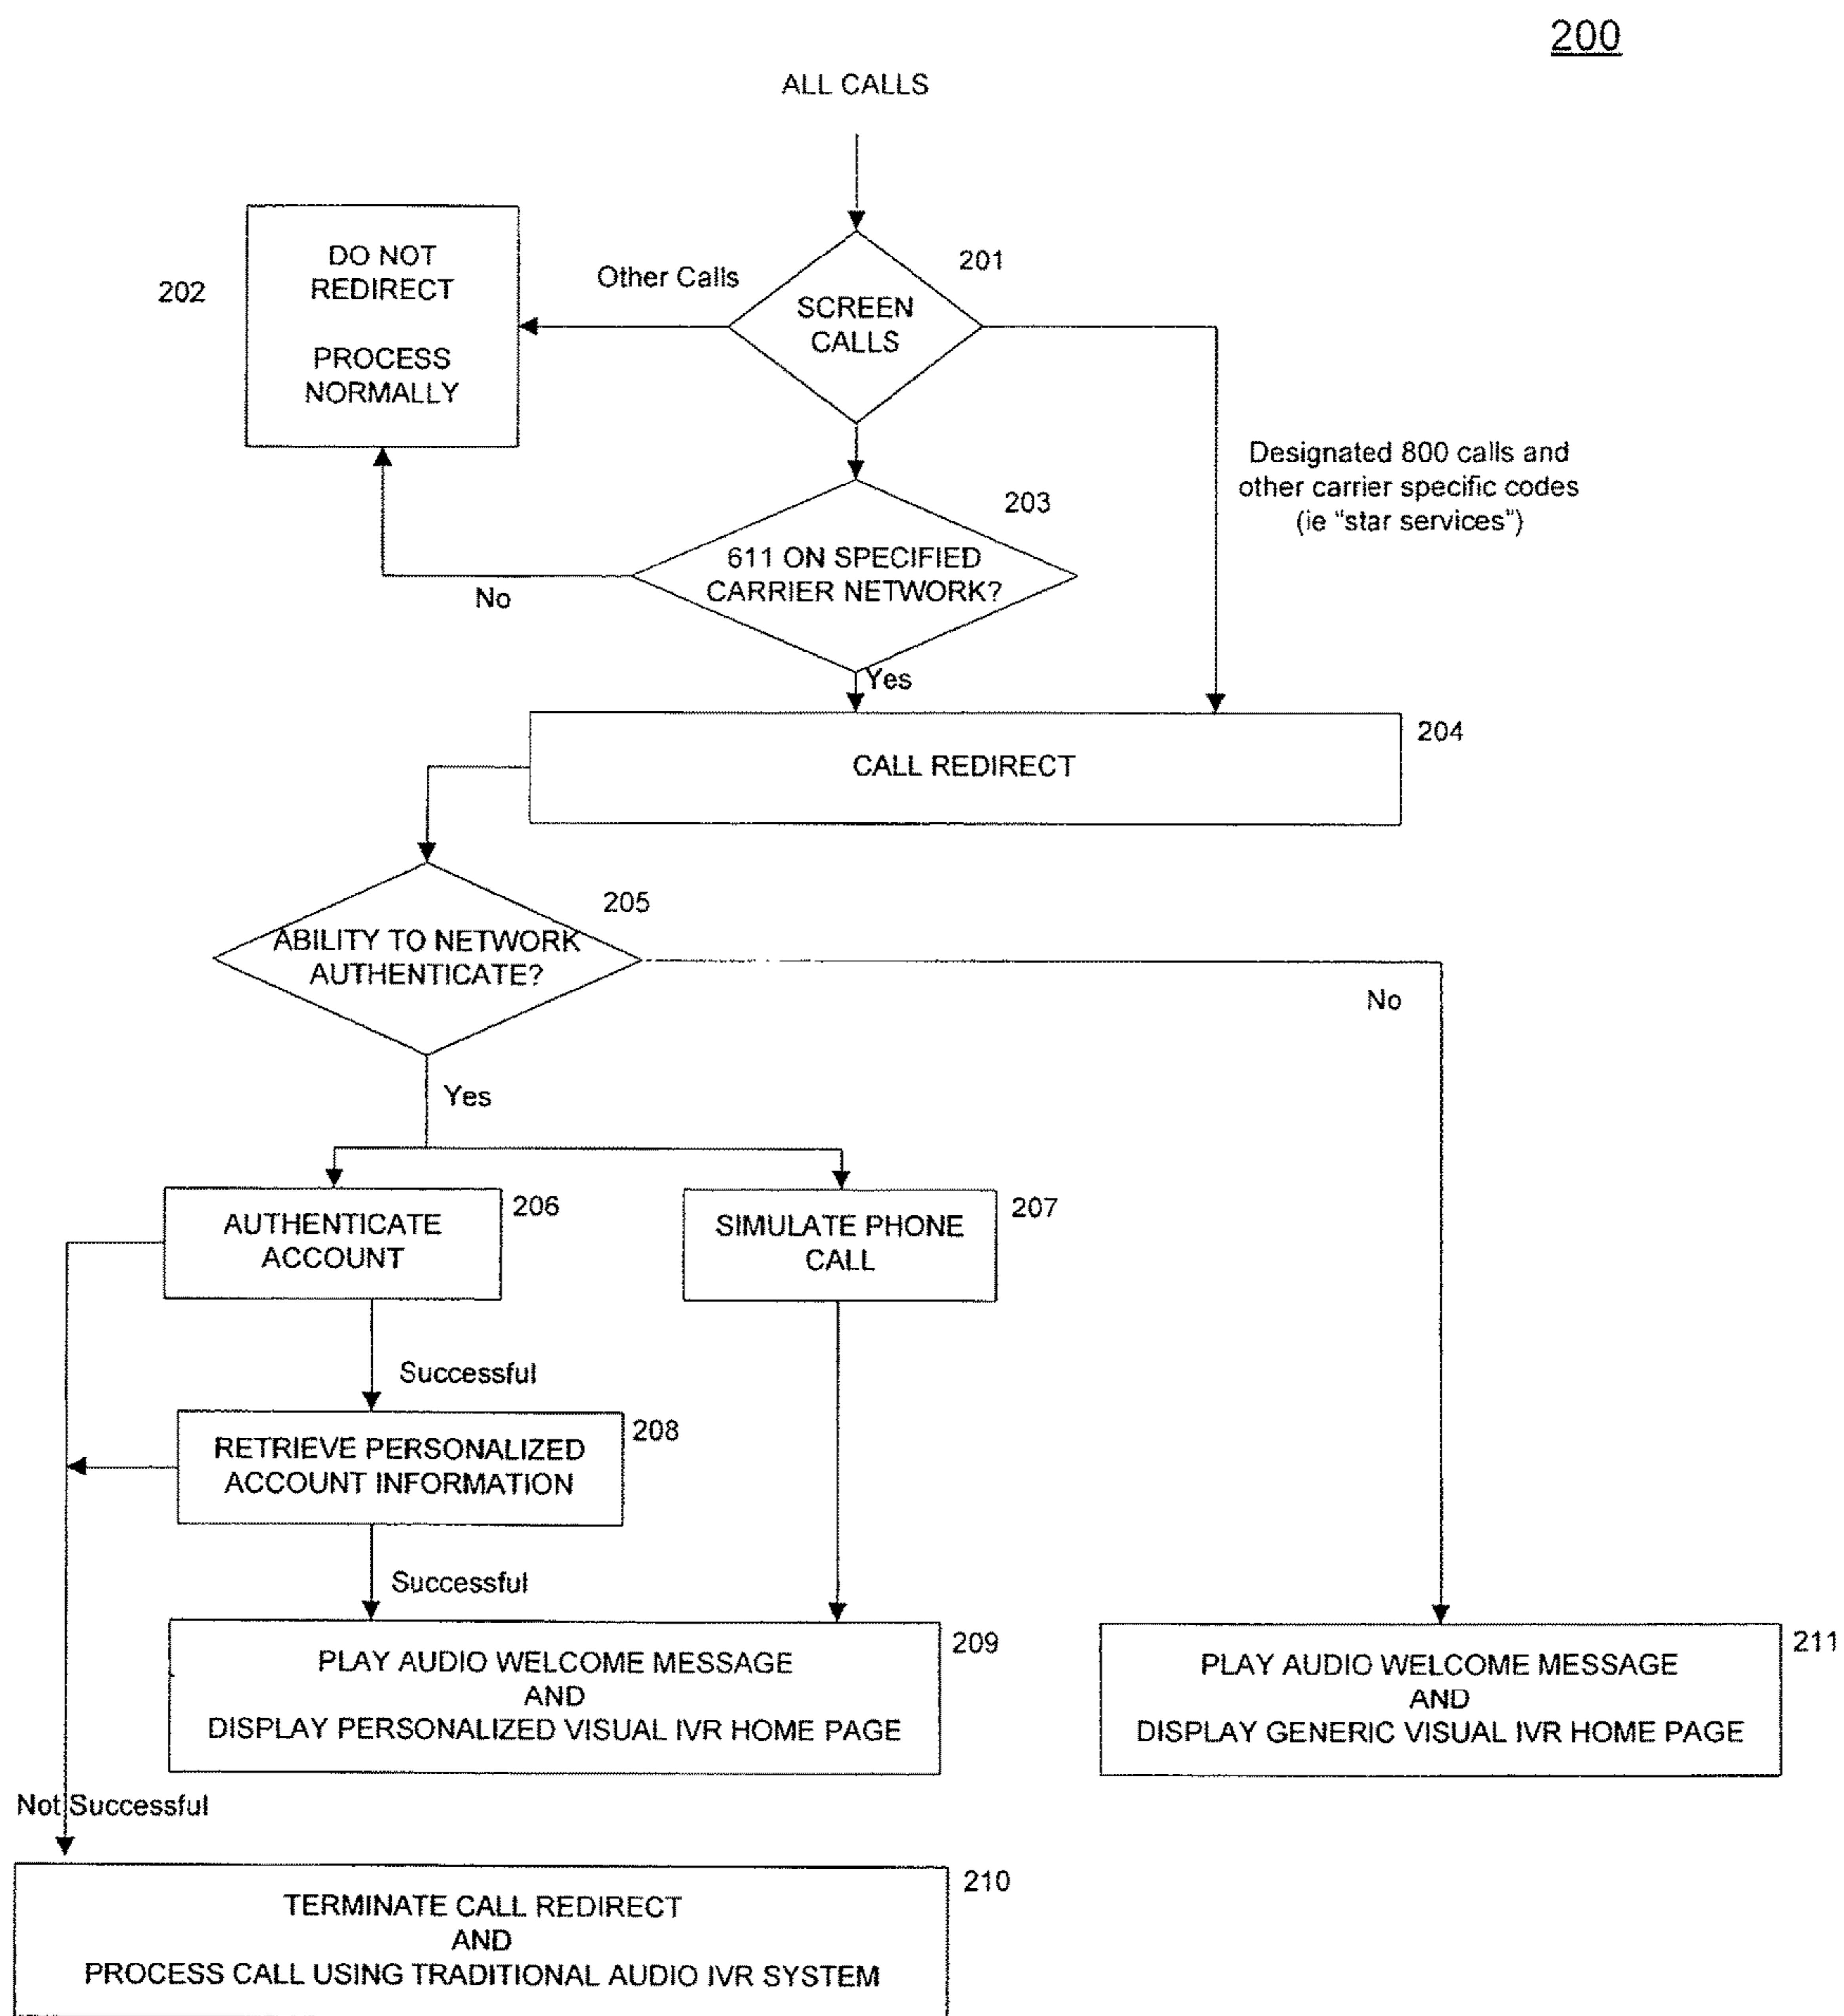 200
ALL CALLS
201
Other Calls
SCREEN
CALLS
202
DO NOT
REDIRECT
PROCESS
NORMALLY
Designated 800 calls and
other carrier specific codes
(ie "star services")
203
611 ON SPECIFIED
CARRIER NETWORK?
No
Yes
204
CALL REDIRECT
205
ABILITY TO NETWORK
AUTHENTICATE?
No
Yes
206
AUTHENTICATE
ACCOUNT
207
SIMULATE PHONE
CALL
Successful
208
RETRIEVE PERSONALIZED
ACCOUNT INFORMATION
Successful
209
PLAY AUDIO WELCOME MESSAGE
AND
DISPLAY PERSONALIZED VISUAL IVR HOME PAGE
211
PLAY AUDIO WELCOME MESSAGE
AND
DISPLAY GENERIC VISUAL IVR HOME PAGE
Not Successful
210
TERMINATE CALL REDIRECT
AND
PROCESS CALL USING TRADITIONAL AUDIO IVR SYSTEM